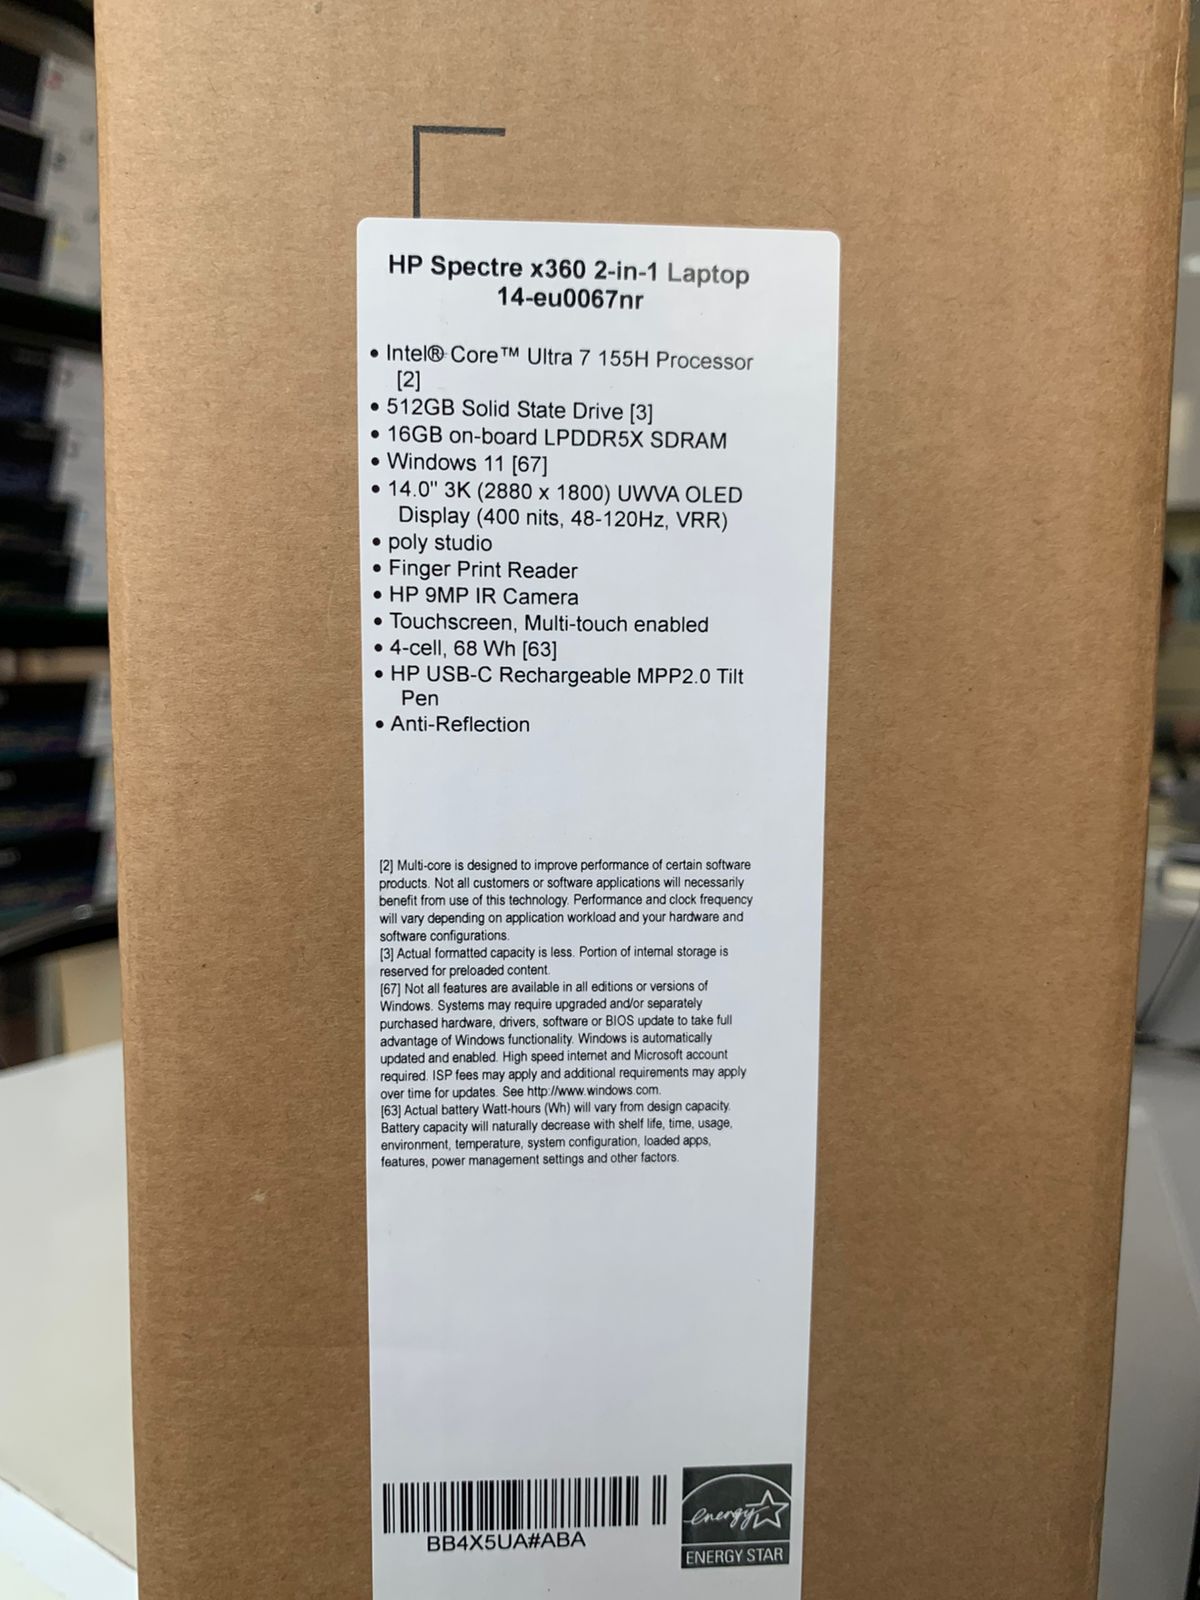 HP Spectre x360 2-in-1 Laptop
14-eu0067nr
• Intel® Core™ Ultra 7 155H Processor
[2]
• 512GB Solid State Drive [3]
• 16GB on-board LPDDR5X SDRAM
• Windows 11 [67]
• 14.0" 3K (2880 x 1800) UWVA OLED
Display (400 nits, 48-120Hz, VRR)
• poly studio
• Finger Print Reader
• HP 9MP IR Camera
• Touchscreen, Multi-touch enabled
• 4-cell, 68 Wh [63]
• HP USB-C Rechargeable MPP2.0 Tilt
Pen
• Anti-Reflection
[2] Multi-core is designed to improve performance of certain software
products. Not all customers or software applications will necessarily
benefit from use of this technology. Performance and clock frequency
will vary depending on application workload and your hardware and
software configurations.
[3] Actual formatted capacity is less. Portion of internal storage is
reserved for preloaded content.
[67] Not all features are available in all editions or versions of
Windows. Systems may require upgraded and/or separately
purchased hardware, drivers, software or BIOS update to take full
advantage of Windows functionality. Windows is automatically
updated and enabled. High speed internet and Microsoft account
required. ISP fees may apply and additional requirements may apply
over time for updates. See http://www.windows.com.
[63] Actual battery Watt-hours (Wh) will vary from design capacity.
Battery capacity will naturally decrease with shelf life, time, usage,
environment, temperature, system configuration, loaded apps,
features, power management settings and other factors.
BB4X5UA#ABA
energy
ENERGY STAR